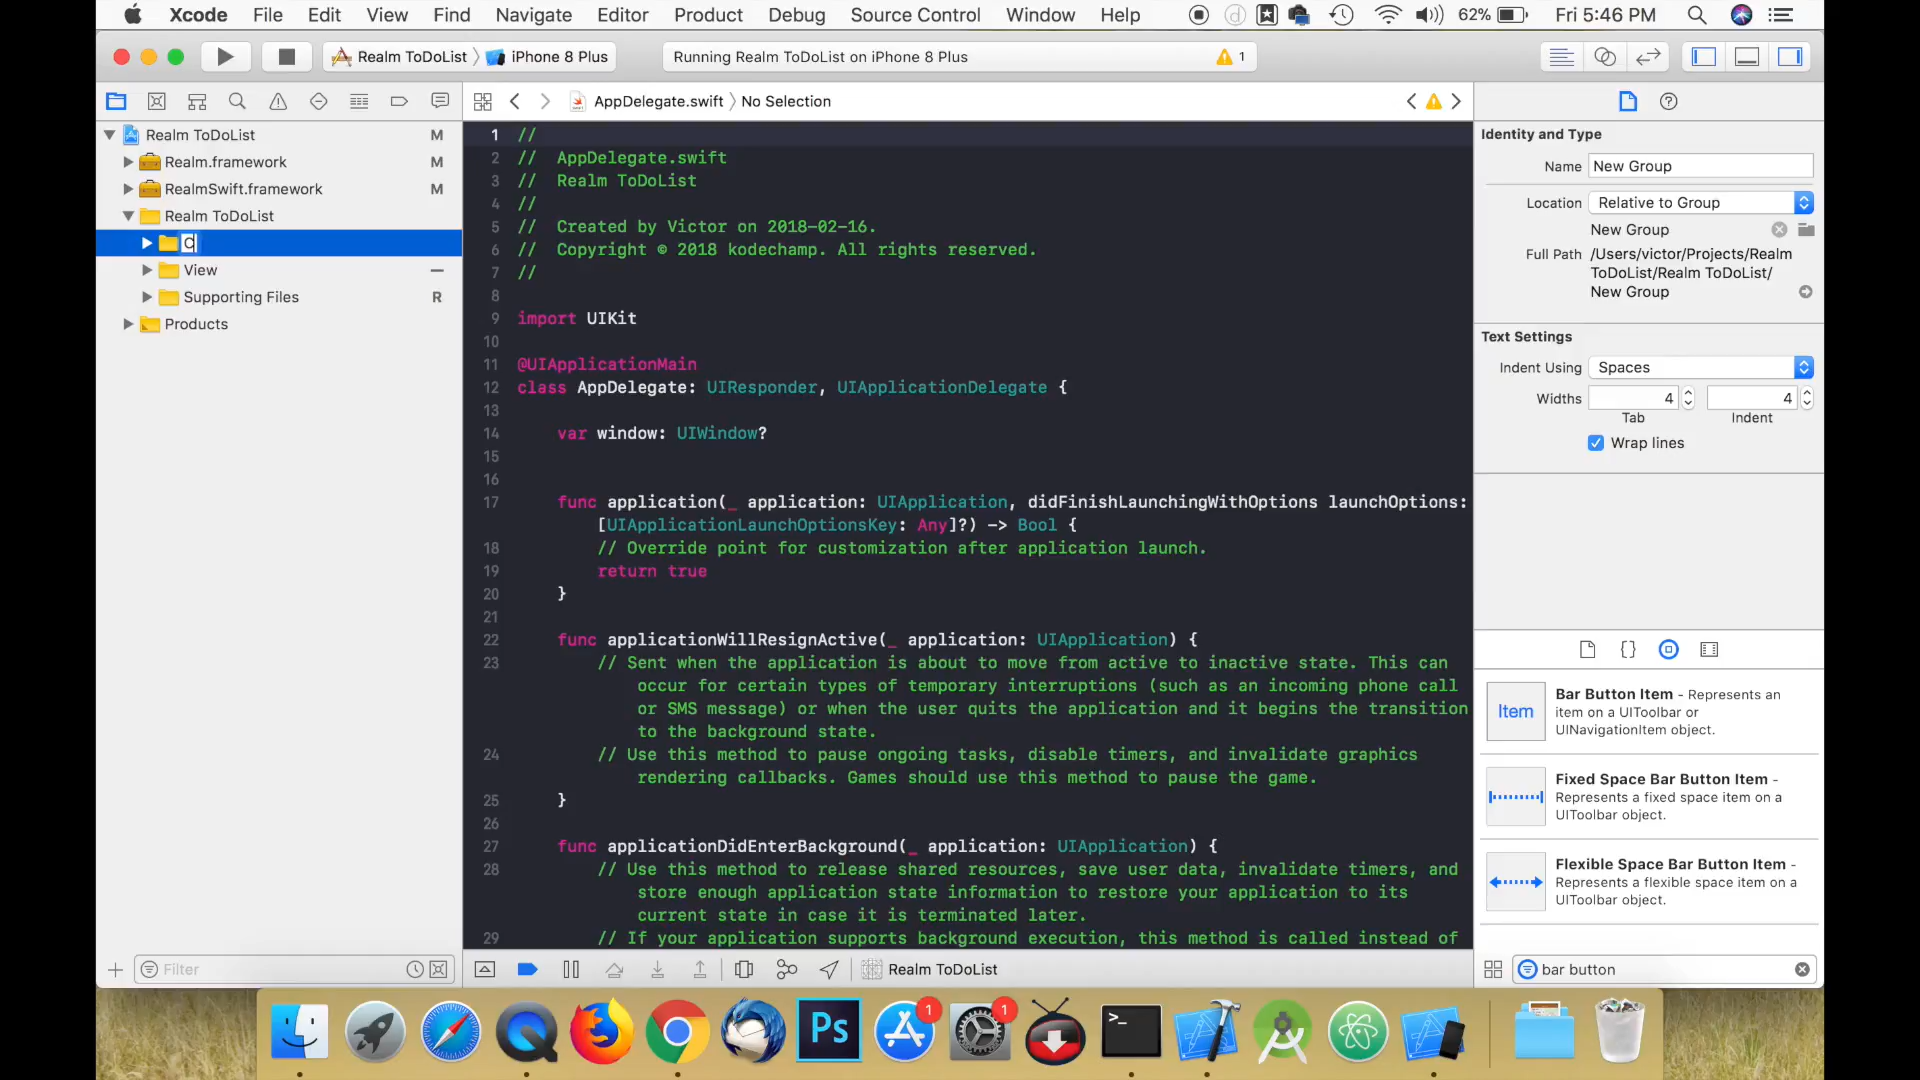 Xcode File Edit View Find Navigate Editor Product Debug Source Control Window Help 62% Fri 5:46 PM
Realm ToDoList iPhone 8 Plus Running Realm ToDoList on iPhone 8 Plus 1
AppDelegate.swift No Selection
Realm ToDoList M
Realm.framework M
RealmSwift.framework M
Realm ToDoList
C
View
Supporting Files R
Products
Filter
1 //
2 // AppDelegate.swift
3 // Realm ToDoList
4 //
5 // Created by Victor on 2018-02-16.
6 // Copyright © 2018 kodechamp. All rights reserved.
7 //
8
9 import UIKit
10
11 @UIApplicationMain
12 class AppDelegate: UIResponder, UIApplicationDelegate {
13
14 var window: UIWindow?
15
16
17 func application(_ application: UIApplication, didFinishLaunchingWithOptions launchOptions:
[UIApplicationLaunchOptionsKey: Any]?) -> Bool {
18 // Override point for customization after application launch.
19 return true
20 }
21
22 func applicationWillResignActive(_ application: UIApplication) {
23 // Sent when the application is about to move from active to inactive state. This can
occur for certain types of temporary interruptions (such as an incoming phone call
or SMS message) or when the user quits the application and it begins the transition
to the background state.
24 // Use this method to pause ongoing tasks, disable timers, and invalidate graphics
rendering callbacks. Games should use this method to pause the game.
25 }
26
27 func applicationDidEnterBackground(_ application: UIApplication) {
28 // Use this method to release shared resources, save user data, invalidate timers, and
store enough application state information to restore your application to its
current state in case it is terminated later.
29 // If your application supports background execution, this method is called instead of
Realm ToDoList
Identity and Type
Name New Group
Location Relative to Group
New Group
Full Path /Users/victor/Projects/Realm
ToDoList/Realm ToDoList/
New Group
Text Settings
Indent Using Spaces
Widths 4 4
Tab Indent
Wrap lines
Item
Bar Button Item - Represents an
item on a UIToolbar or
UINavigationItem object.
Fixed Space Bar Button Item -
Represents a fixed space item on a
UIToolbar object.
Flexible Space Bar Button Item -
Represents a flexible space item on a
UIToolbar object.
bar button
Ps 1 1 >_